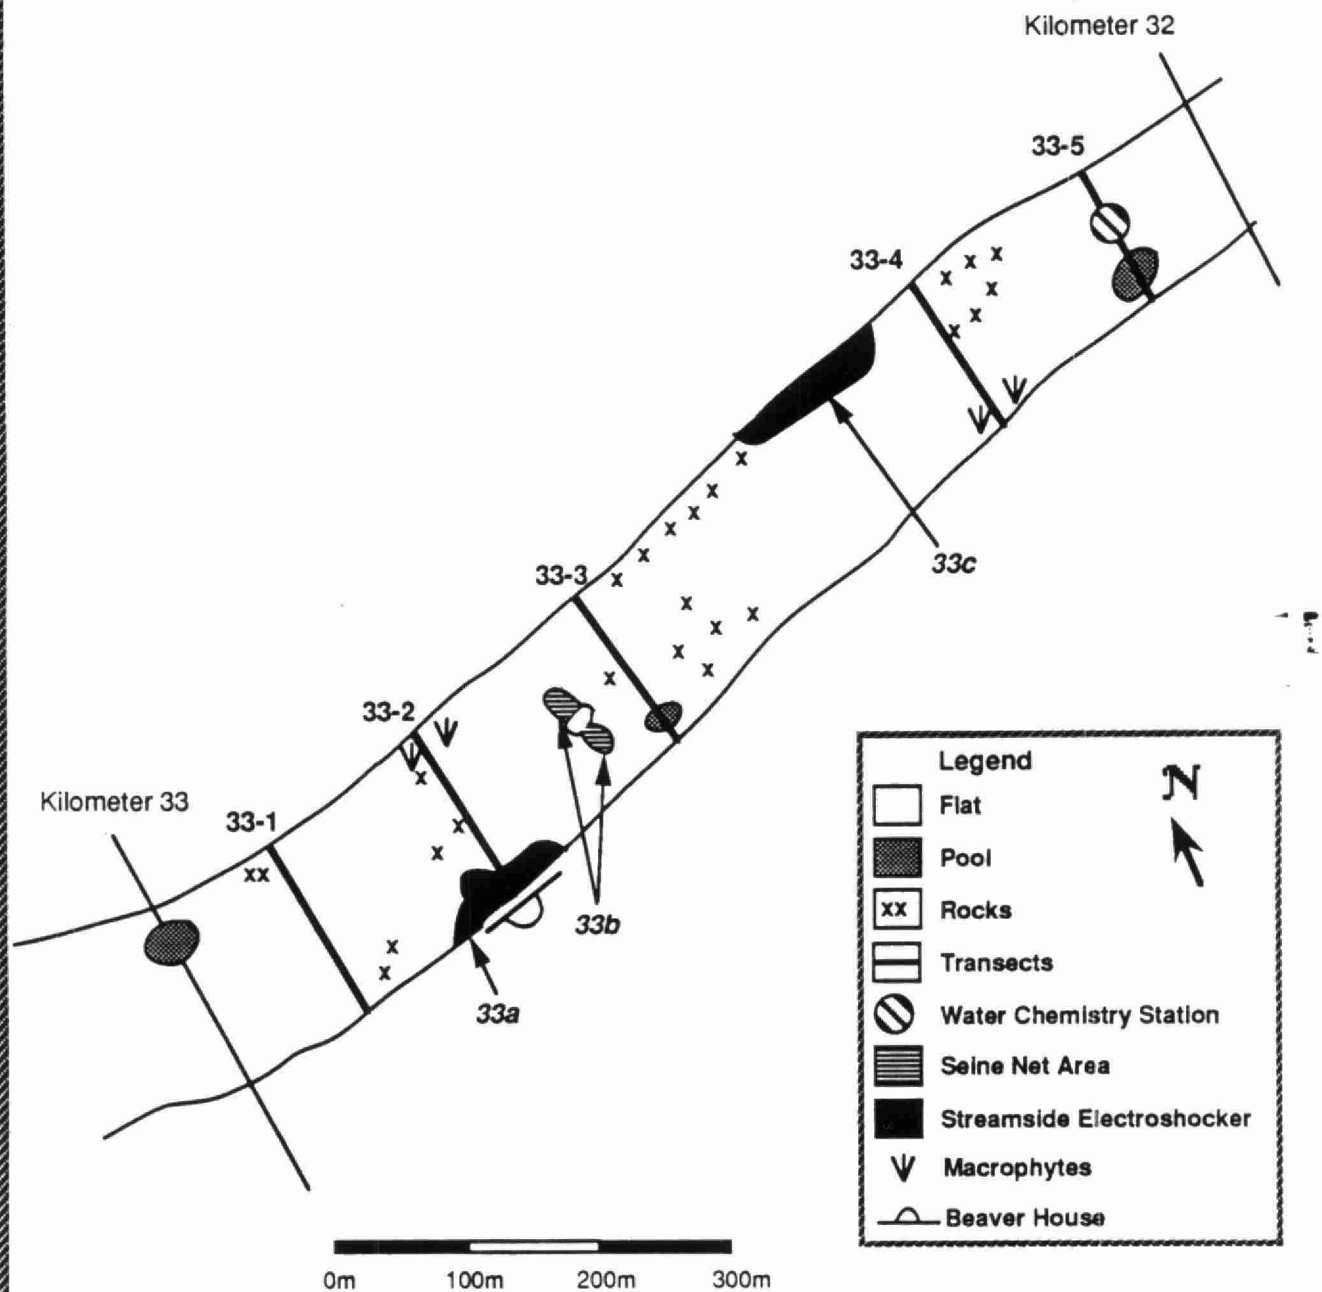 Kilometer 32
33-5
33-4
33c
33-3
33-2
33b
Kilometer 33
33-1
33a
Legend
N
Flat
Pool
xx Rocks
Transects
Water Chemistry Station
Seine Net Area
Streamside Electroshocker
Macrophytes
Beaver House
0m 100m 200m 300m